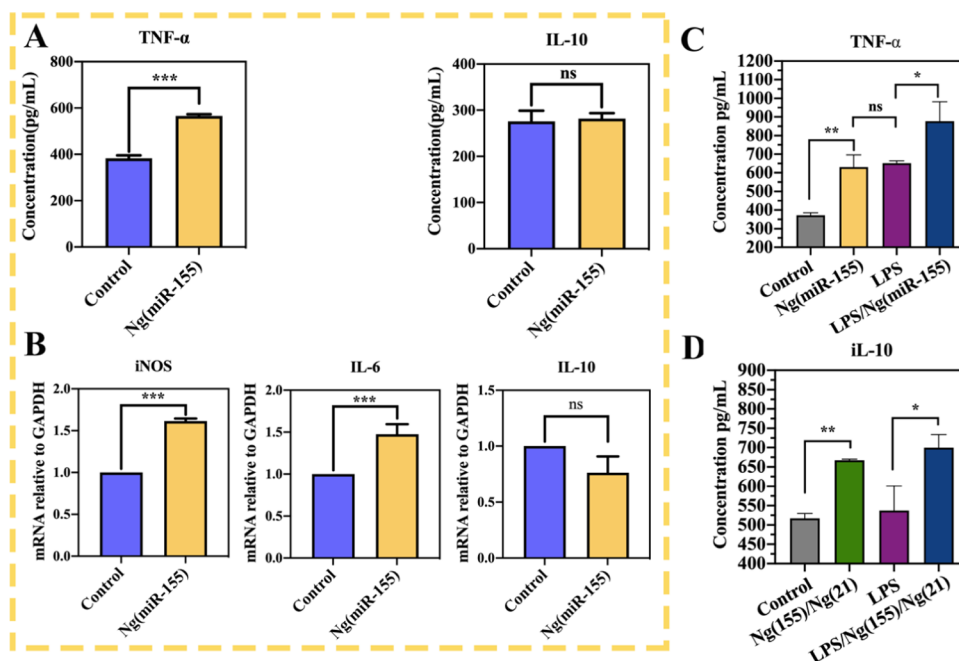 A
TNF-α
Concentration(pg/mL)
800
600
400
200
0
***
Control
Ng(miR-155)
IL-10
Concentration(pg/mL)
400
300
200
100
0
ns
Control
Ng(miR-155)
B
iNOS
mRNA relative to GAPDH
2.0
1.5
1.0
0.5
0.0
***
Control
Ng(miR-155)
IL-6
mRNA relative to GAPDH
2.0
1.5
1.0
0.5
0.0
***
Control
Ng(miR-155)
IL-10
mRNA relative to GAPDH
1.5
1.0
0.5
0.0
ns
Control
Ng(miR-155)
C
TNF-α
Concentration pg/mL
1200
1100
1000
900
800
700
600
500
400
300
200
**
ns
*
Control
Ng(miR-155)
LPS
LPS/Ng(miR-155)
D
iL-10
Concentration pg/mL
900
850
800
750
700
650
600
550
500
450
400
**
*
Control
Ng(155)/Ng(21)
LPS
LPS/Ng(155)/Ng(21)